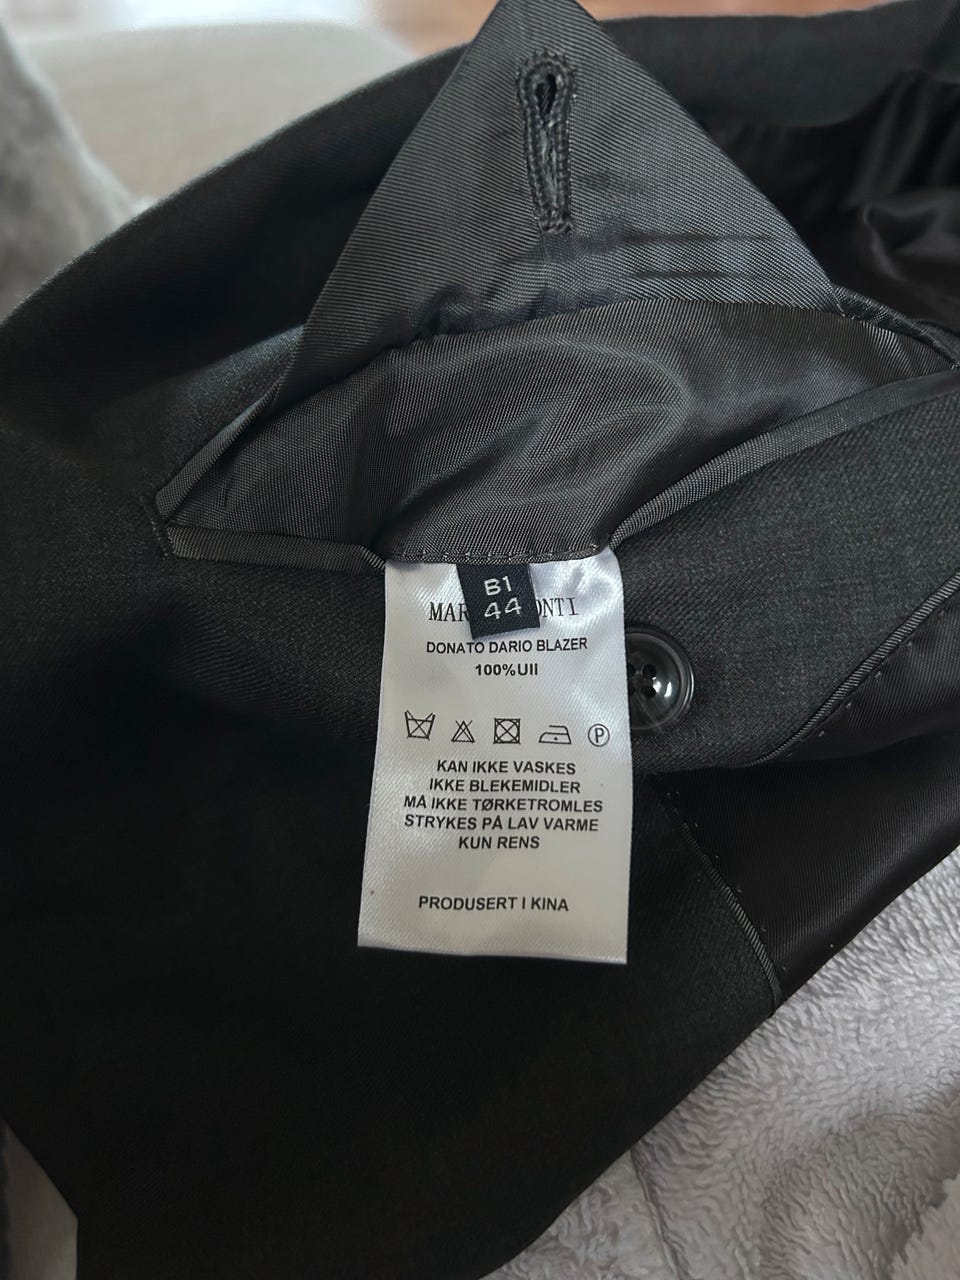 B1
44
DONATO DARIO BLAZER
100%Ull
P
KAN IKKE VASKES
IKKE BLEKEMIDLER
MÅ IKKE TØRKETROMLES
STRYKES PÅ LAV VARME
KUN RENS
PRODUSERT I KINA